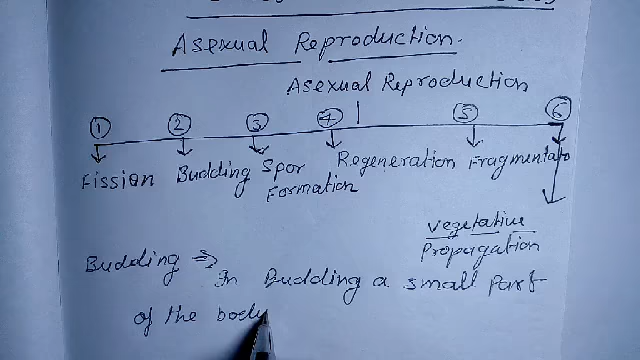 Asexual Reproduction.
Asexual Reproduction
1 2 3 4 5 6
Fission Budding Spor Regeneration Fragmentato
Formation
Vegetative
Propagation
Budding ⇒
In Budding a small part
of the body